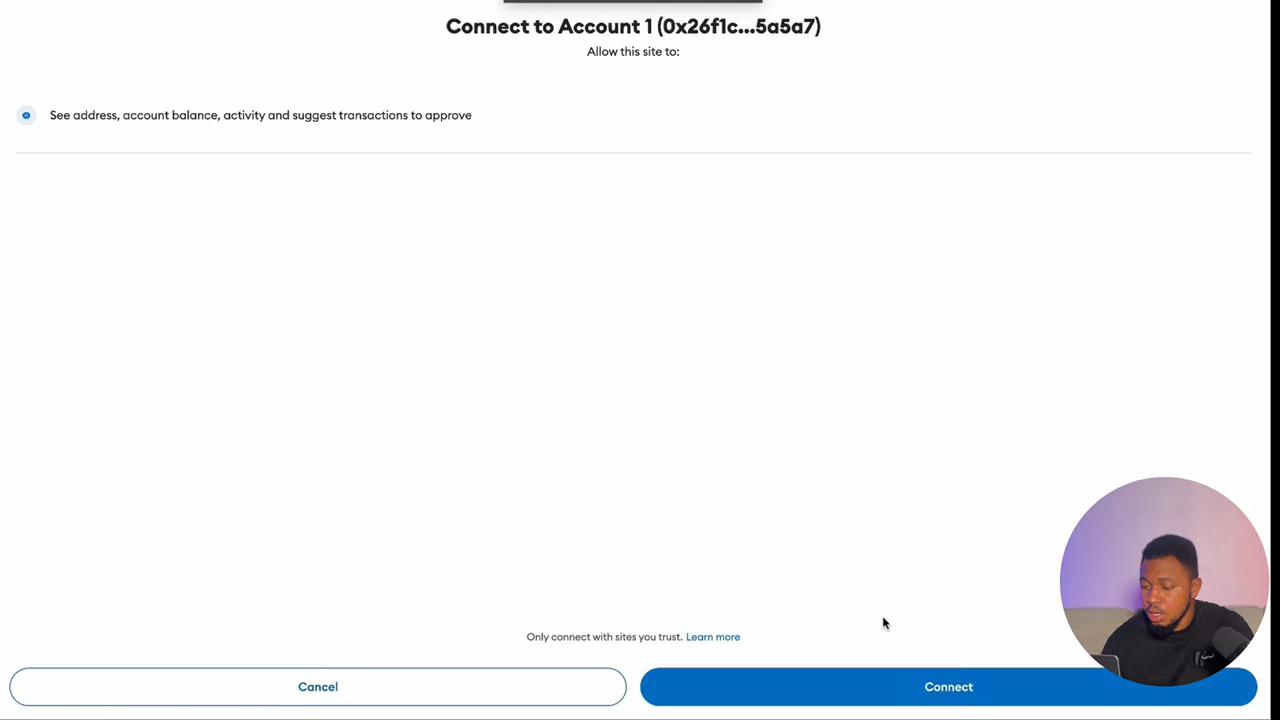 Connect to Account 1 (0x26f1c...5a5a7)
Allow this site to:
See address, account balance, activity and suggest transactions to approve
Only connect with sites you trust. Learn more
Cancel
Connect